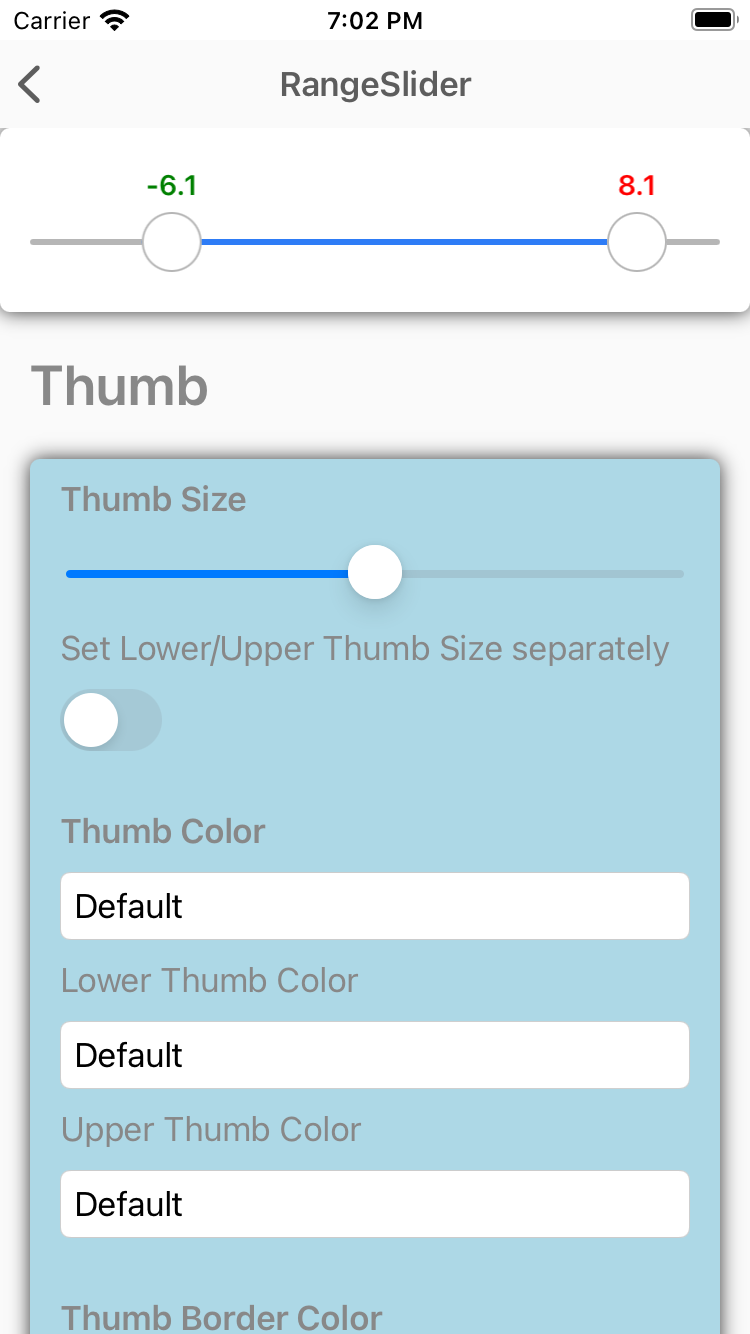 Carrier 7:02 PM
RangeSlider
-6.1 8.1
Thumb
Thumb Size
Set Lower/Upper Thumb Size separately
Thumb Color
Default
Lower Thumb Color
Default
Upper Thumb Color
Default
Thumb Border Color